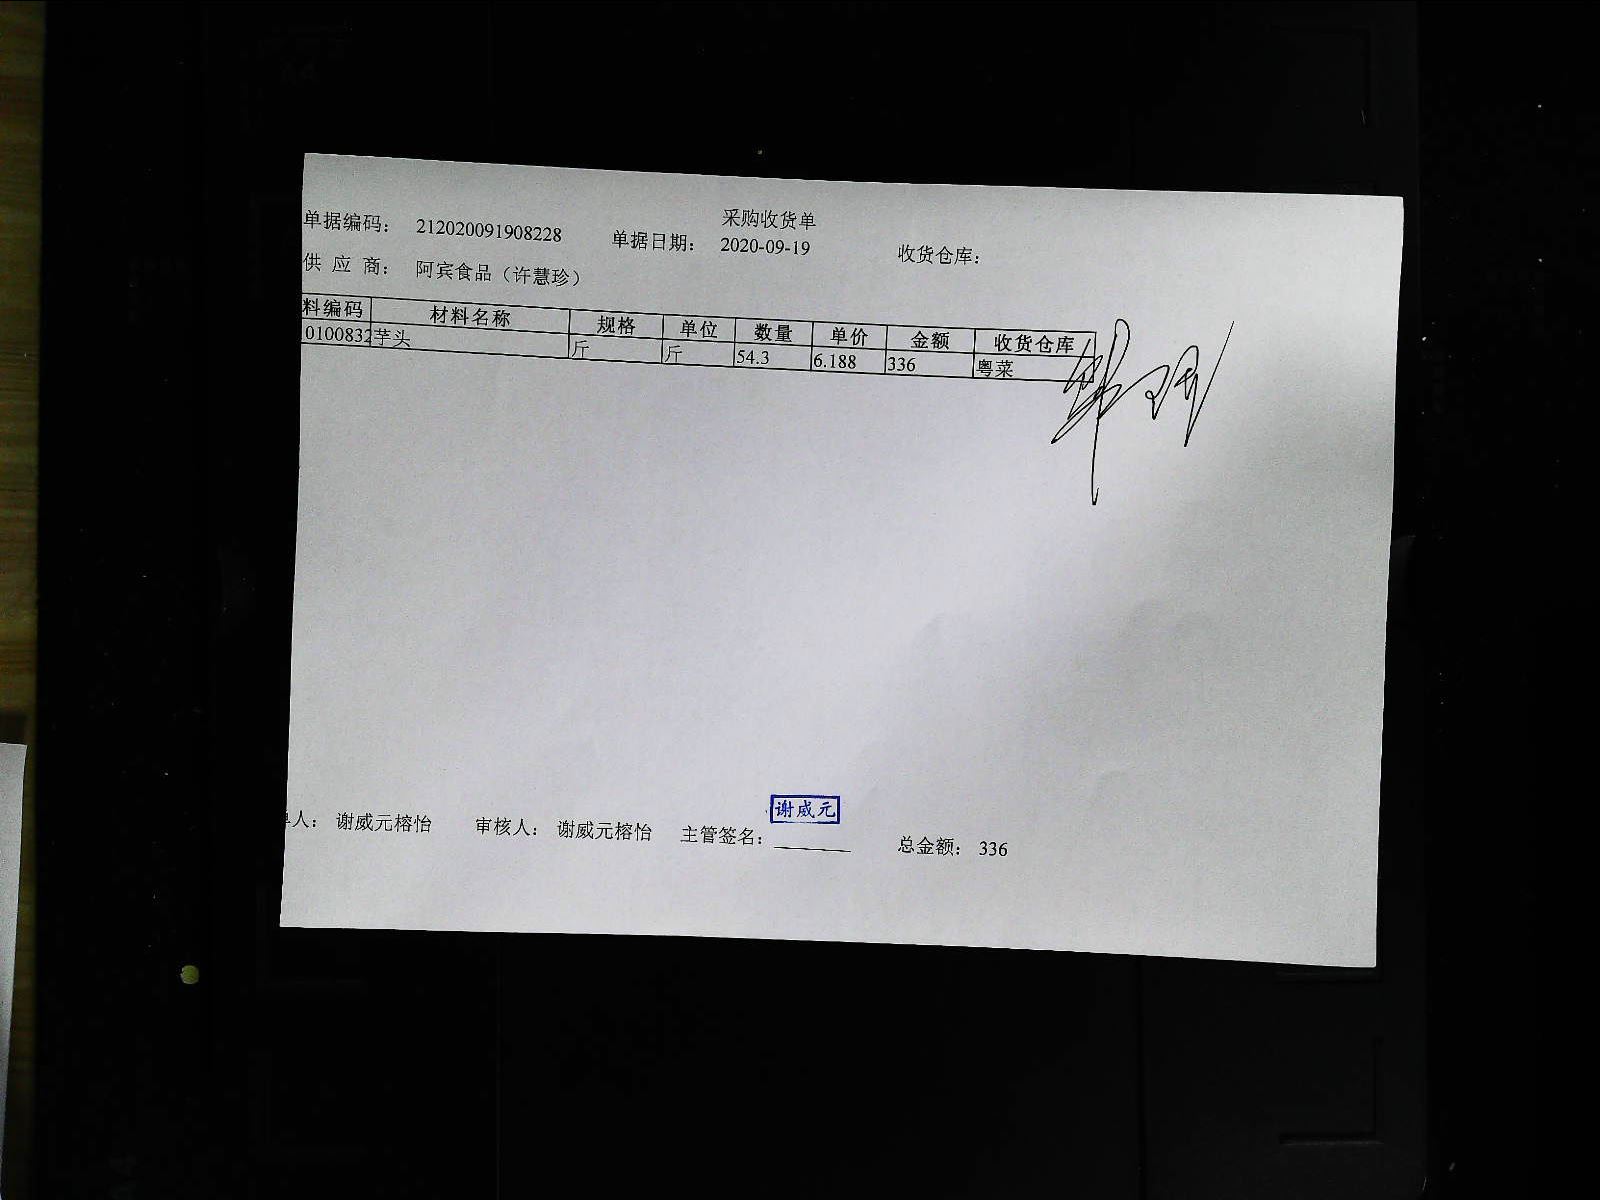 采购收货单
单据编码： 212020091908228 单据日期： 2020-09-19 收货仓库：
供 应 商： 阿宾食品（许慧珍）
料编码 材料名称 规格 单位 数量 单价 金额 收货仓库
0100832 芋头 斤 斤 54.3 6.188 336 粤菜
谢威元
人： 谢威元榕怡 审核人： 谢威元榕怡 主管签名： 总金额： 336